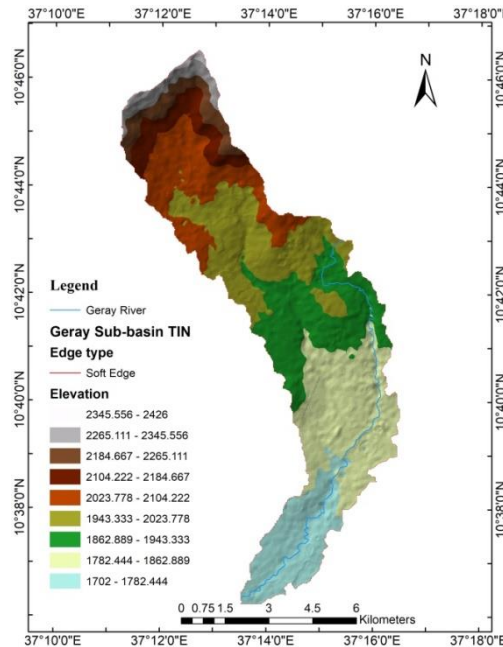 37°10'0"E 37°12'0"E 37°14'0"E 37°16'0"E 37°18'0"E
N
10°46'0"N 10°46'0"N
10°44'0"N 10°44'0"N
10°42'0"N 10°42'0"N
10°40'0"N 10°40'0"N
10°38'0"N 10°38'0"N
Legend
Geray River
Geray Sub-basin TIN
Edge type
Soft Edge
Elevation
2345.556 - 2426
2265.111 - 2345.556
2184.667 - 2265.111
2104.222 - 2184.667
2023.778 - 2104.222
1943.333 - 2023.778
1862.889 - 1943.333
1782.444 - 1862.889
1702 - 1782.444
0 0.75 1.5 3 4.5 6
Kilometers
37°10'0"E 37°12'0"E 37°14'0"E 37°16'0"E 37°18'0"E